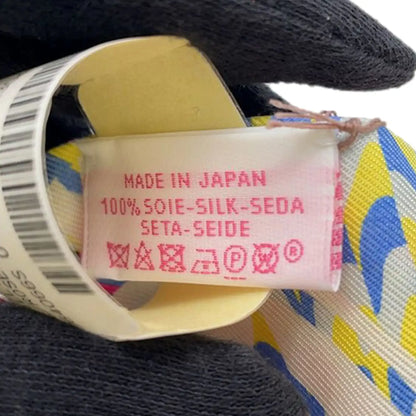 MADE IN JAPAN
100% SOIE-SILK-SEDA
SETA-SEIDE
P W ®